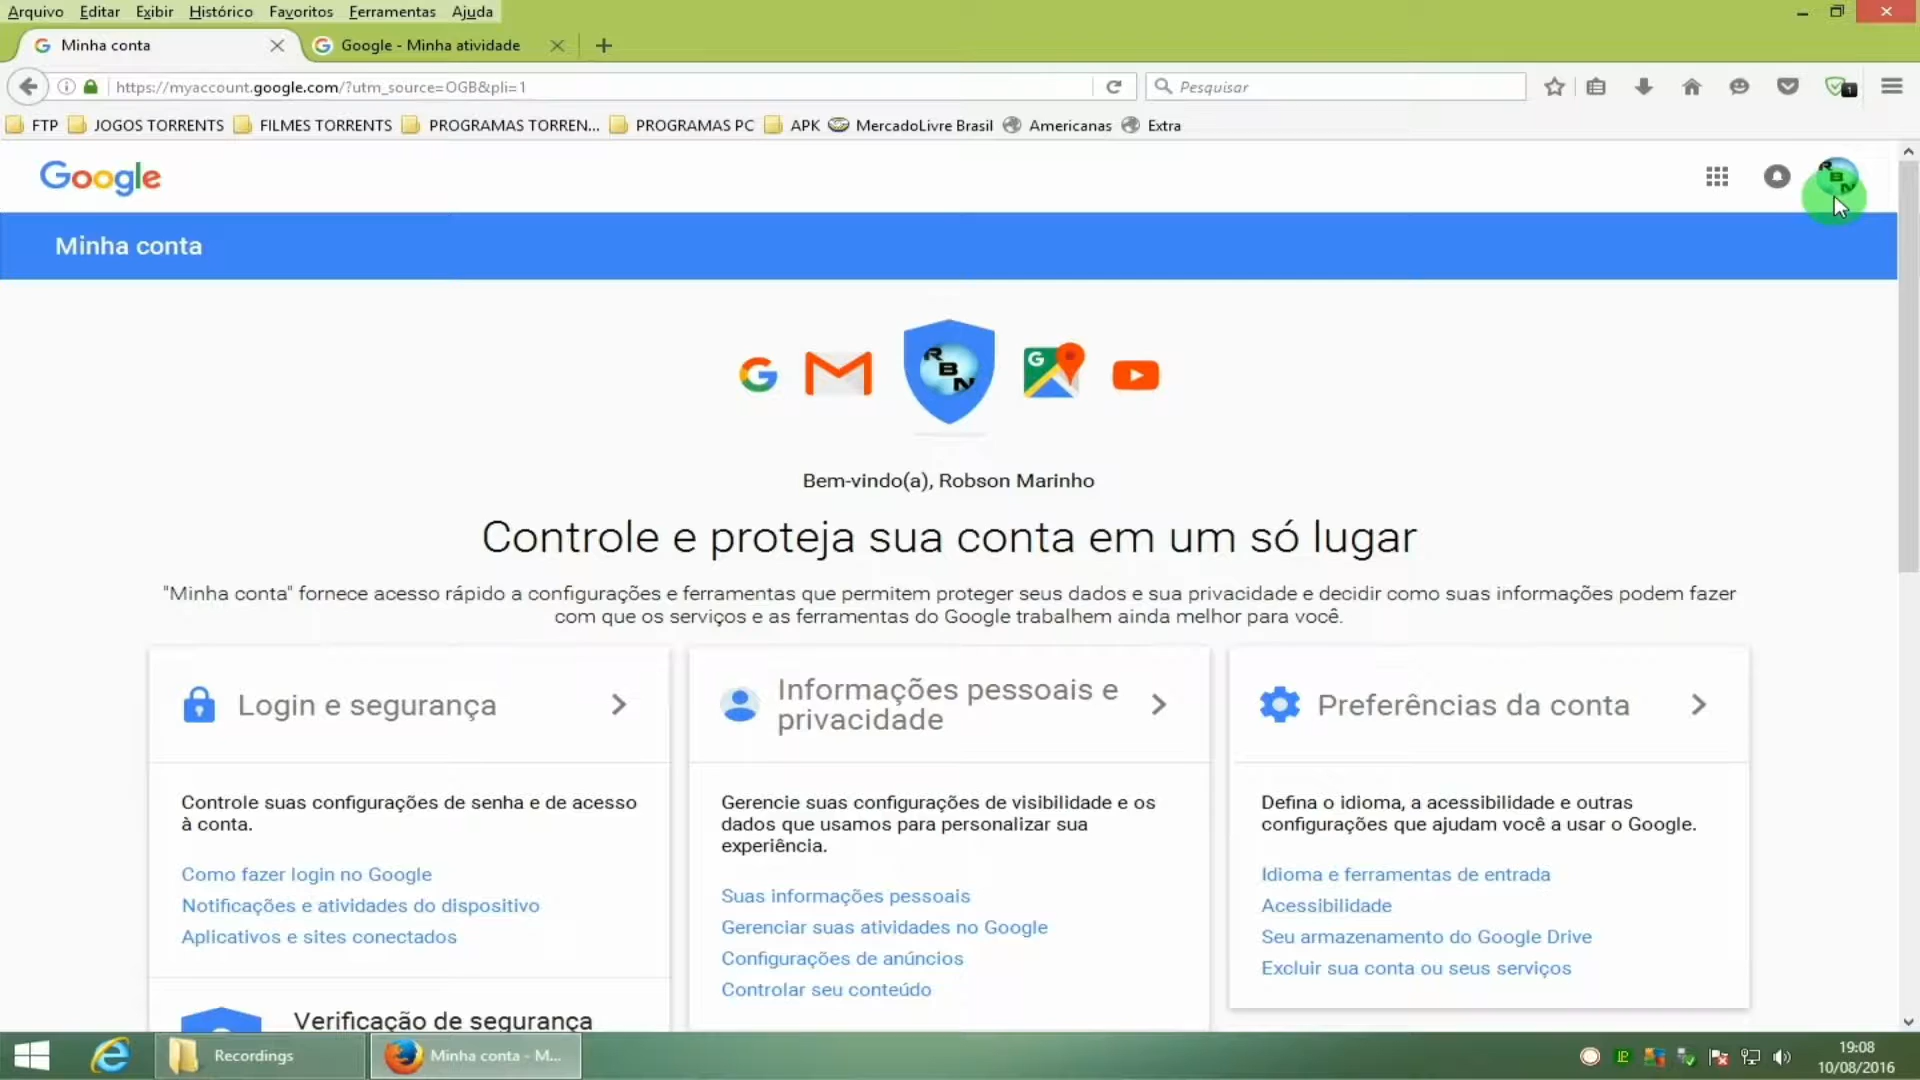 Arquivo Editar Exibir Histórico Favoritos Ferramentas Ajuda
Minha conta
Google - Minha atividade
https://myaccount.google.com/?utm_source=OGB&pli=1
Pesquisar
1
FTP JOGOS TORRENTS FILMES TORRENTS PROGRAMAS TORREN... PROGRAMAS PC APK MercadoLivre Brasil Americanas Extra
Google
RBN
Minha conta
RBN
Bem-vindo(a), Robson Marinho
Controle e proteja sua conta em um só lugar
"Minha conta" fornece acesso rápido a configurações e ferramentas que permitem proteger seus dados e sua privacidade e decidir como suas informações podem fazer
com que os serviços e as ferramentas do Google trabalhem ainda melhor para você.
Login e segurança
Controle suas configurações de senha e de acesso
à conta.
Como fazer login no Google
Notificações e atividades do dispositivo
Aplicativos e sites conectados
Verificação de segurança
Informações pessoais e
privacidade
Gerencie suas configurações de visibilidade e os
dados que usamos para personalizar sua
experiência.
Suas informações pessoais
Gerenciar suas atividades no Google
Configurações de anúncios
Controlar seu conteúdo
Preferências da conta
Defina o idioma, a acessibilidade e outras
configurações que ajudam você a usar o Google.
Idioma e ferramentas de entrada
Acessibilidade
Seu armazenamento do Google Drive
Excluir sua conta ou seus serviços
Recordings
Minha conta - M...
19:08
10/08/2016